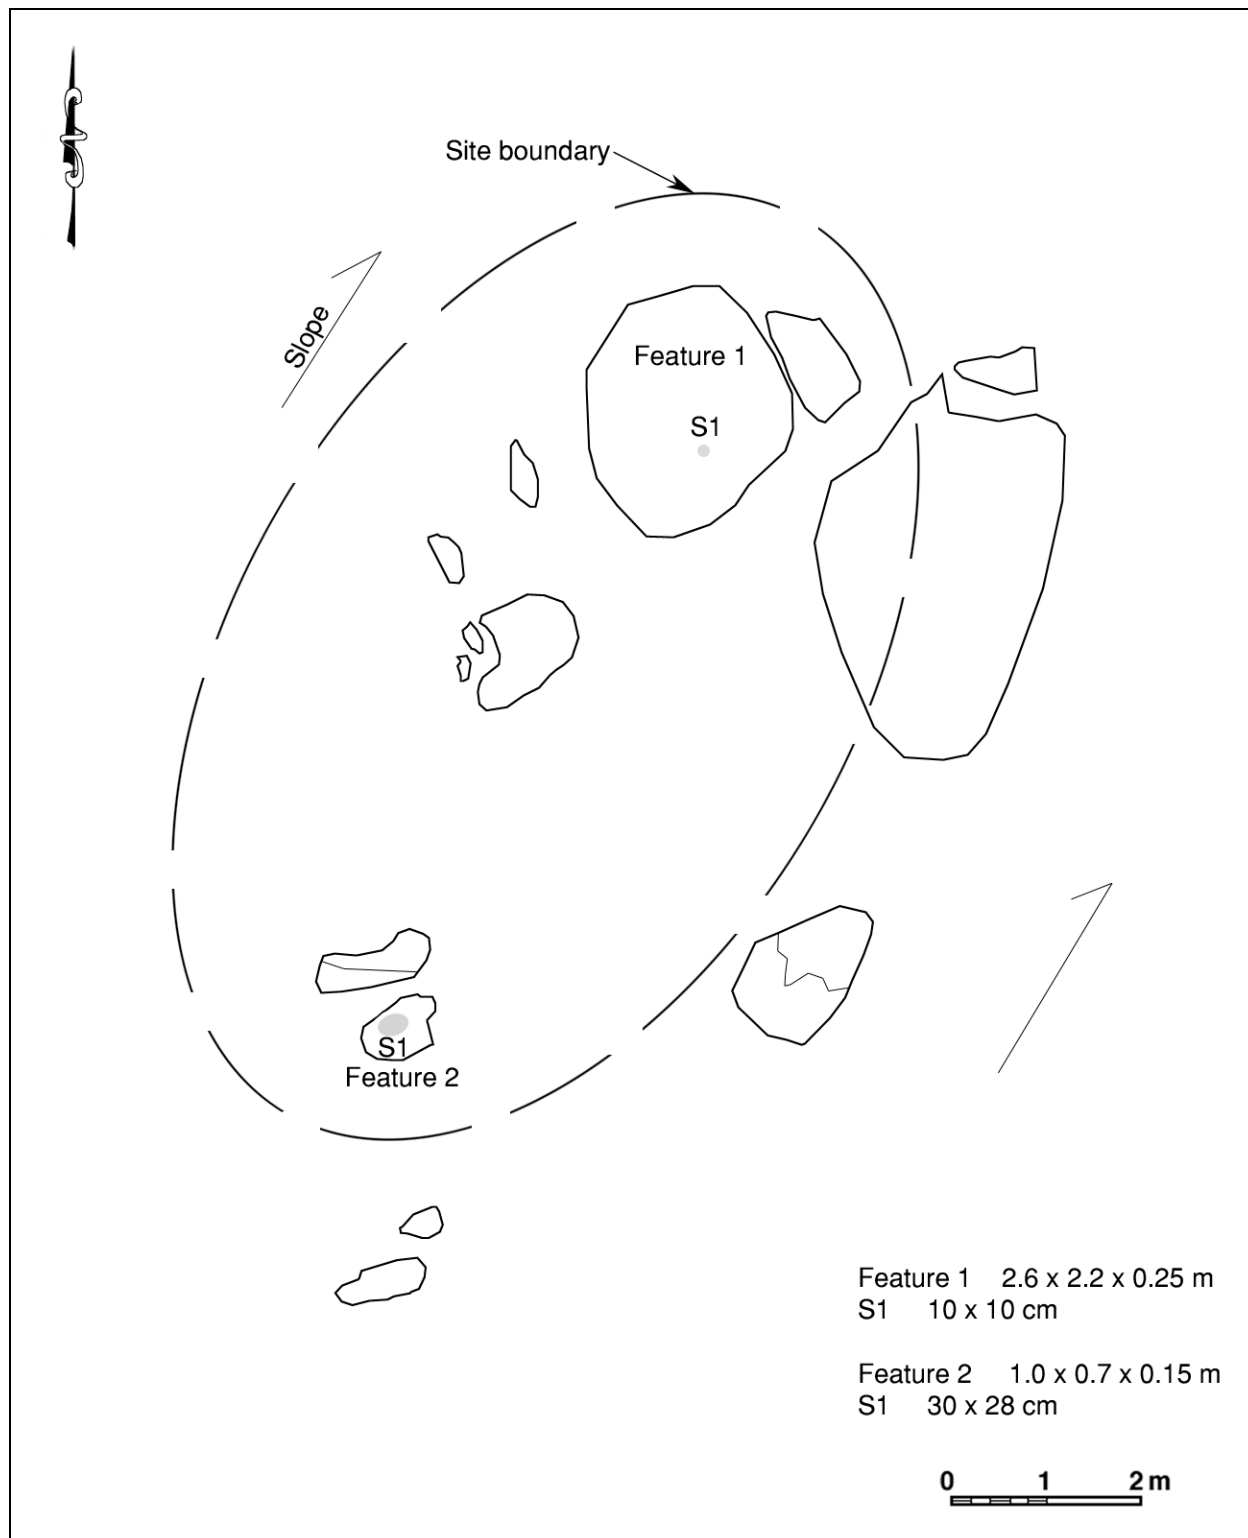 Site boundary
Slope
Feature 1
S1
S1
Feature 2
Feature 1 2.6 x 2.2 x 0.25 m
S1 10 x 10 cm
Feature 2 1.0 x 0.7 x 0.15 m
S1 30 x 28 cm
0 1 2 m